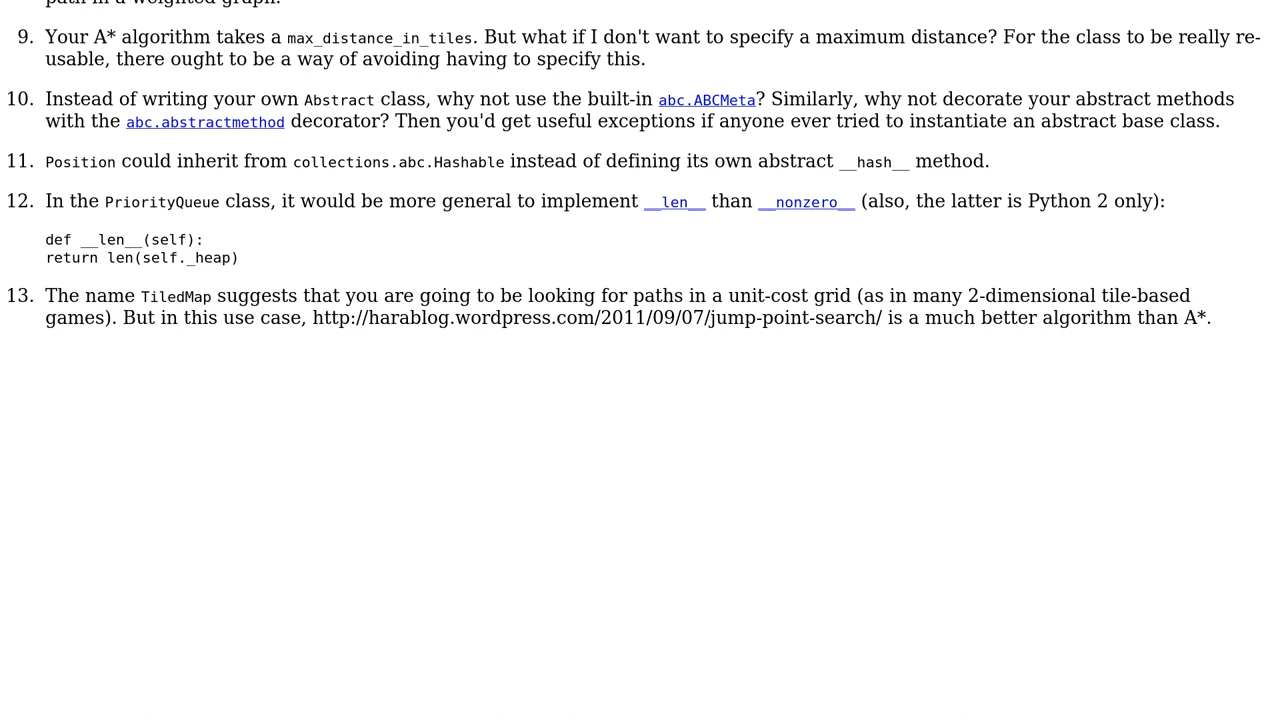 path in a weighted graph.
9. Your A* algorithm takes a max_distance_in_tiles. But what if I don't want to specify a maximum distance? For the class to be really re-
usable, there ought to be a way of avoiding having to specify this.
10. Instead of writing your own Abstract class, why not use the built-in abc.ABCMeta? Similarly, why not decorate your abstract methods
with the abc.abstractmethod decorator? Then you'd get useful exceptions if anyone ever tried to instantiate an abstract base class.
11. Position could inherit from collections.abc.Hashable instead of defining its own abstract __hash__ method.
12. In the PriorityQueue class, it would be more general to implement __len__ than __nonzero__ (also, the latter is Python 2 only):
def __len__(self):
return len(self._heap)
13. The name TiledMap suggests that you are going to be looking for paths in a unit-cost grid (as in many 2-dimensional tile-based
games). But in this use case, http://harablog.wordpress.com/2011/09/07/jump-point-search/ is a much better algorithm than A*.